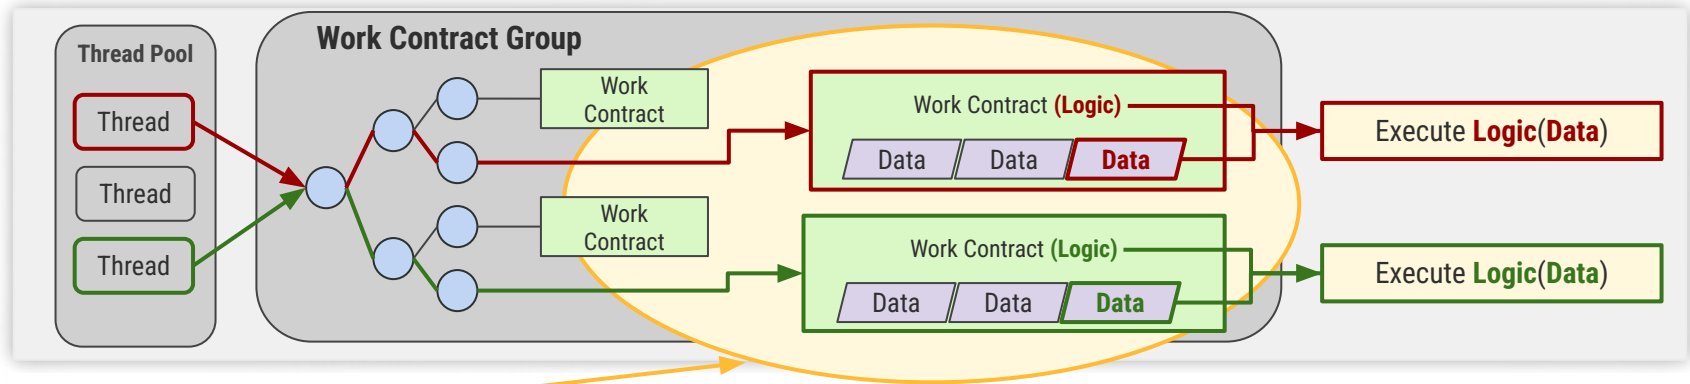 Work Contract Group
Thread Pool
Thread
Thread
Thread
Work
Contract
Work
Contract
Work Contract (Logic)
Data
Data
Data
Execute Logic(Data)
Work Contract (Logic)
Data
Data
Data
Execute Logic(Data)